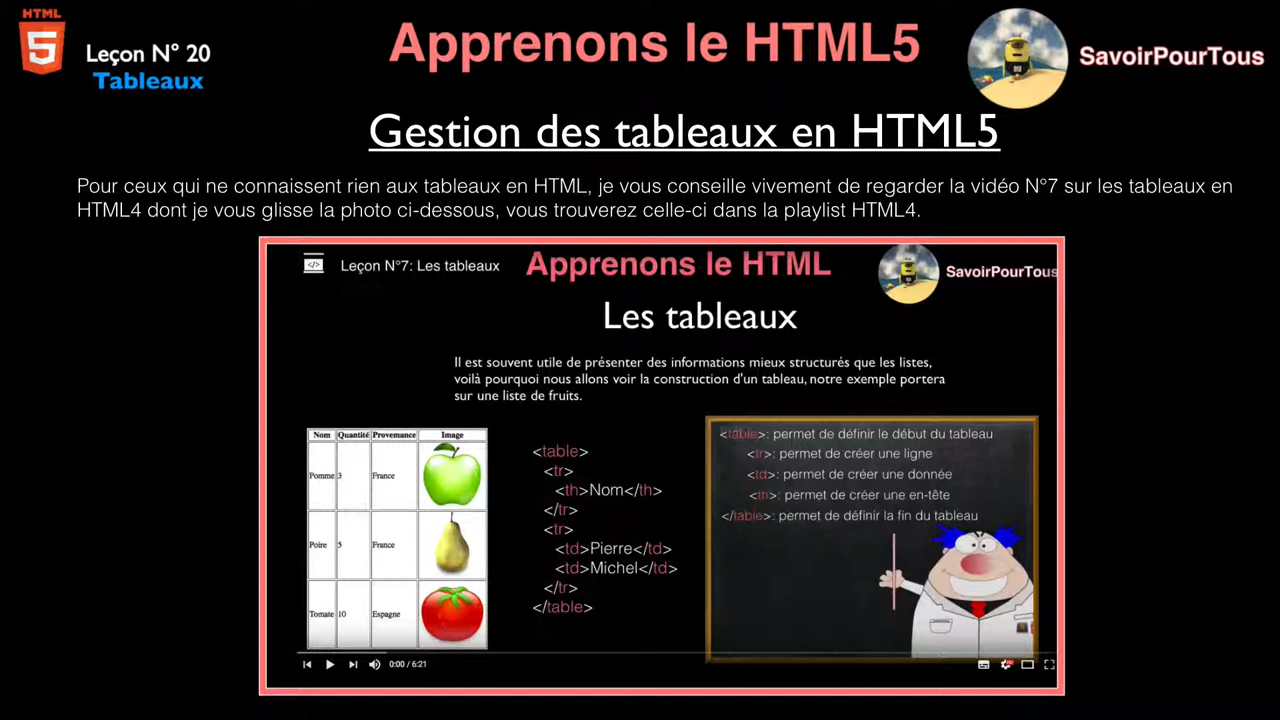 HTML
5
Leçon N° 20
Tableaux
Apprenons le HTML5
SavoirPourTous
Gestion des tableaux en HTML5
Pour ceux qui ne connaissent rien aux tableaux en HTML, je vous conseille vivement de regarder la vidéo N°7 sur les tableaux en
HTML4 dont je vous glisse la photo ci-dessous, vous trouverez celle-ci dans la playlist HTML4.
</>
Leçon N°7: Les tableaux
Apprenons le HTML
SavoirPourTous
Les tableaux
Il est souvent utile de présenter des informations mieux structurés que les listes,
voilà pourquoi nous allons voir la construction d'un tableau, notre exemple portera
sur une liste de fruits.
Nom Quantité Provemance Image
Pomme 3 France
Poire 5 France
Tomate 10 Espagne
<table>
<tr>
<th>Nom</th>
</tr>
<tr>
<td>Pierre</td>
<td>Michel</td>
</tr>
</table>
<table>: permet de définir le début du tableau
<tr>: permet de créer une ligne
<td>: permet de créer une donnée
<th>: permet de créer une en-tête
</table>: permet de définir la fin du tableau
0:00 / 6:21